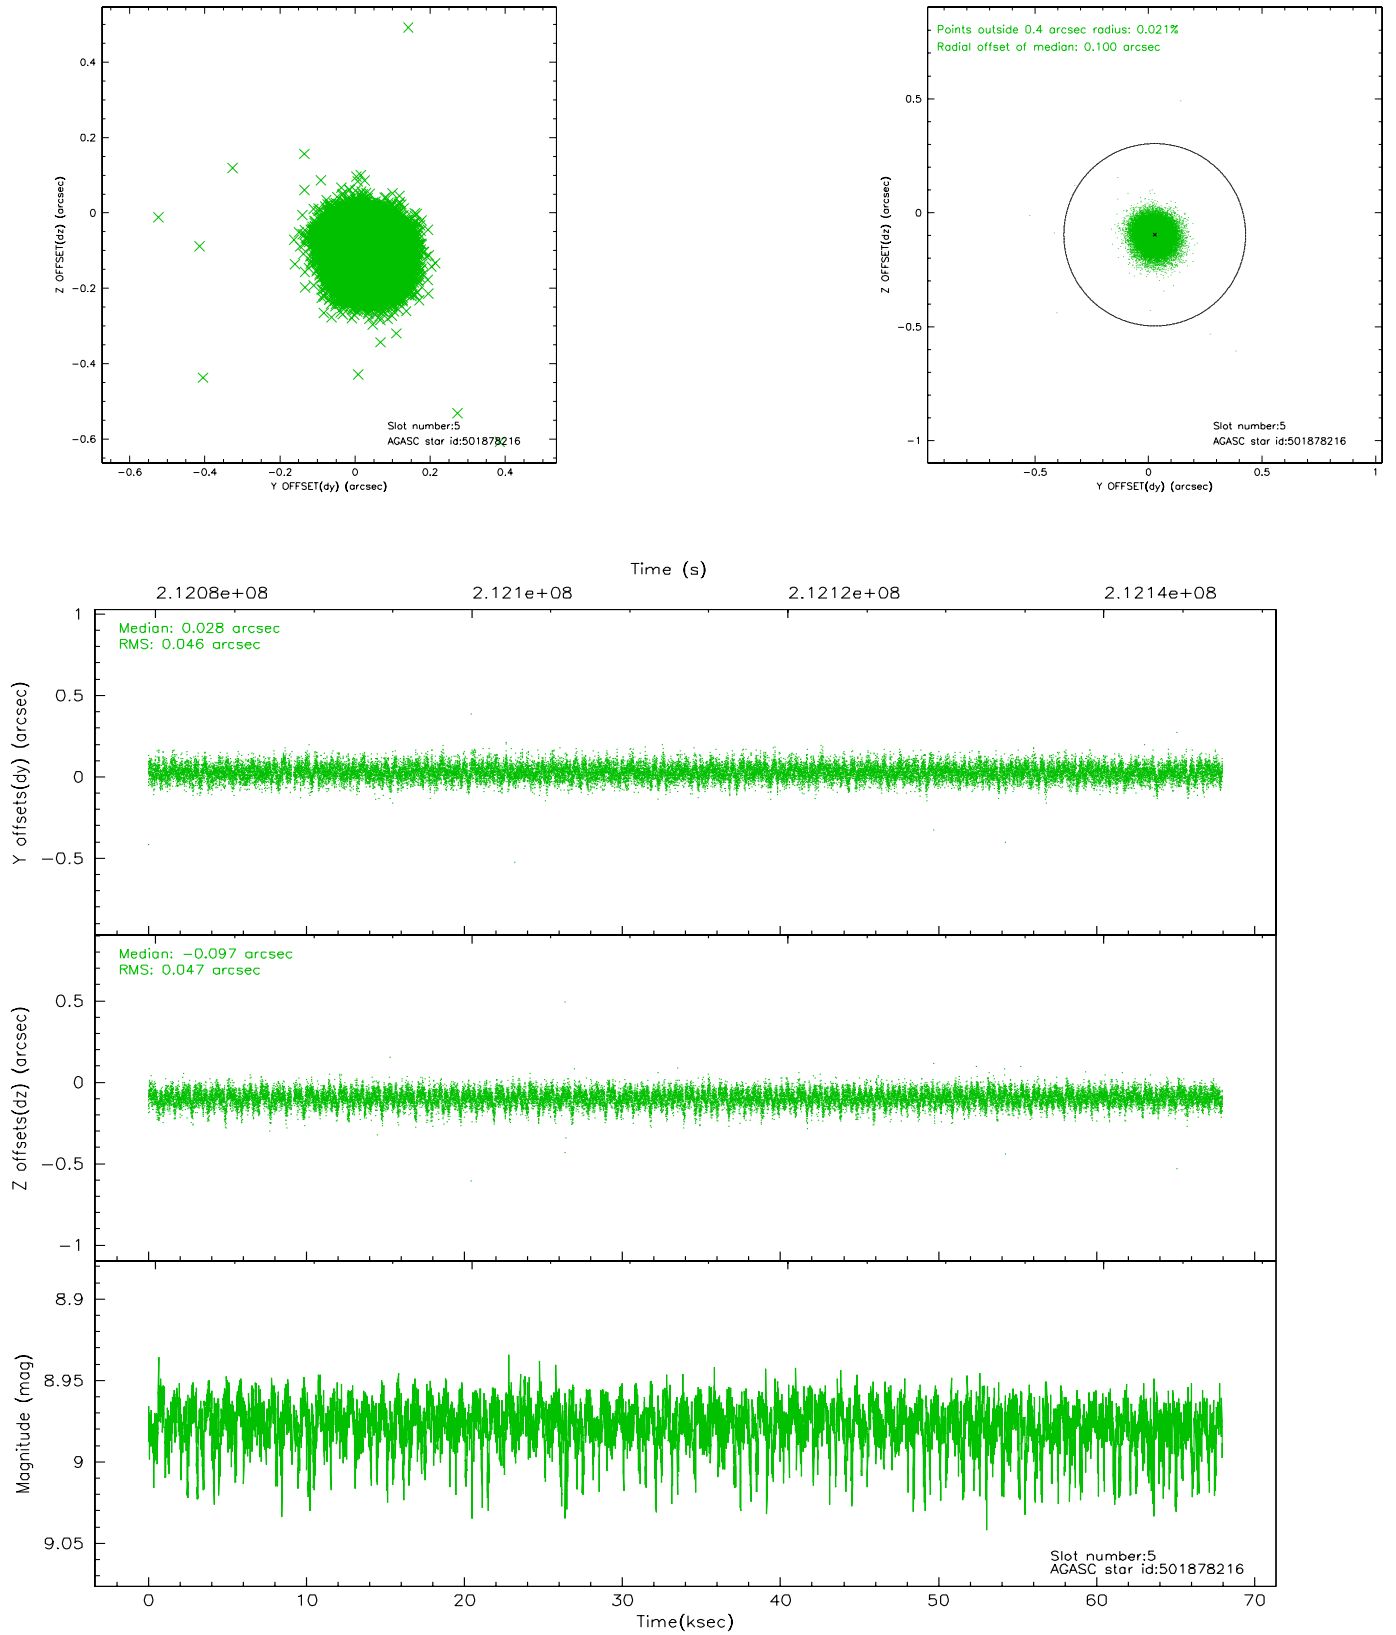 0.4
0.2
0
−0.2
−0.4
−0.6
Z OFFSET(dz) (arcsec)
Slot number:5
AGASC star id:501878216
−0.6 −0.4 −0.2 0 0.2 0.4
Y OFFSET(dy) (arcsec)
Points outside 0.4 arcsec radius: 0.021%
Radial offset of median: 0.100 arcsec
0.5
0
−0.5
−1
Z OFFSET(dz) (arcsec)
Slot number:5
AGASC star id:501878216
−0.5 0 0.5 1
Y OFFSET(dy) (arcsec)
Time (s)
2.1208e+08 2.121e+08 2.1212e+08 2.1214e+08
Median: 0.028 arcsec
RMS: 0.046 arcsec
1
0.5
0
−0.5
Y offsets(dy) (arcsec)
Median: −0.097 arcsec
RMS: 0.047 arcsec
0.5
0
−0.5
−1
Z offsets(dz) (arcsec)
8.9
8.95
9
9.05
Magnitude (mag)
Slot number:5
AGASC star id:501878216
0 10 20 30 40 50 60 70
Time(ksec)